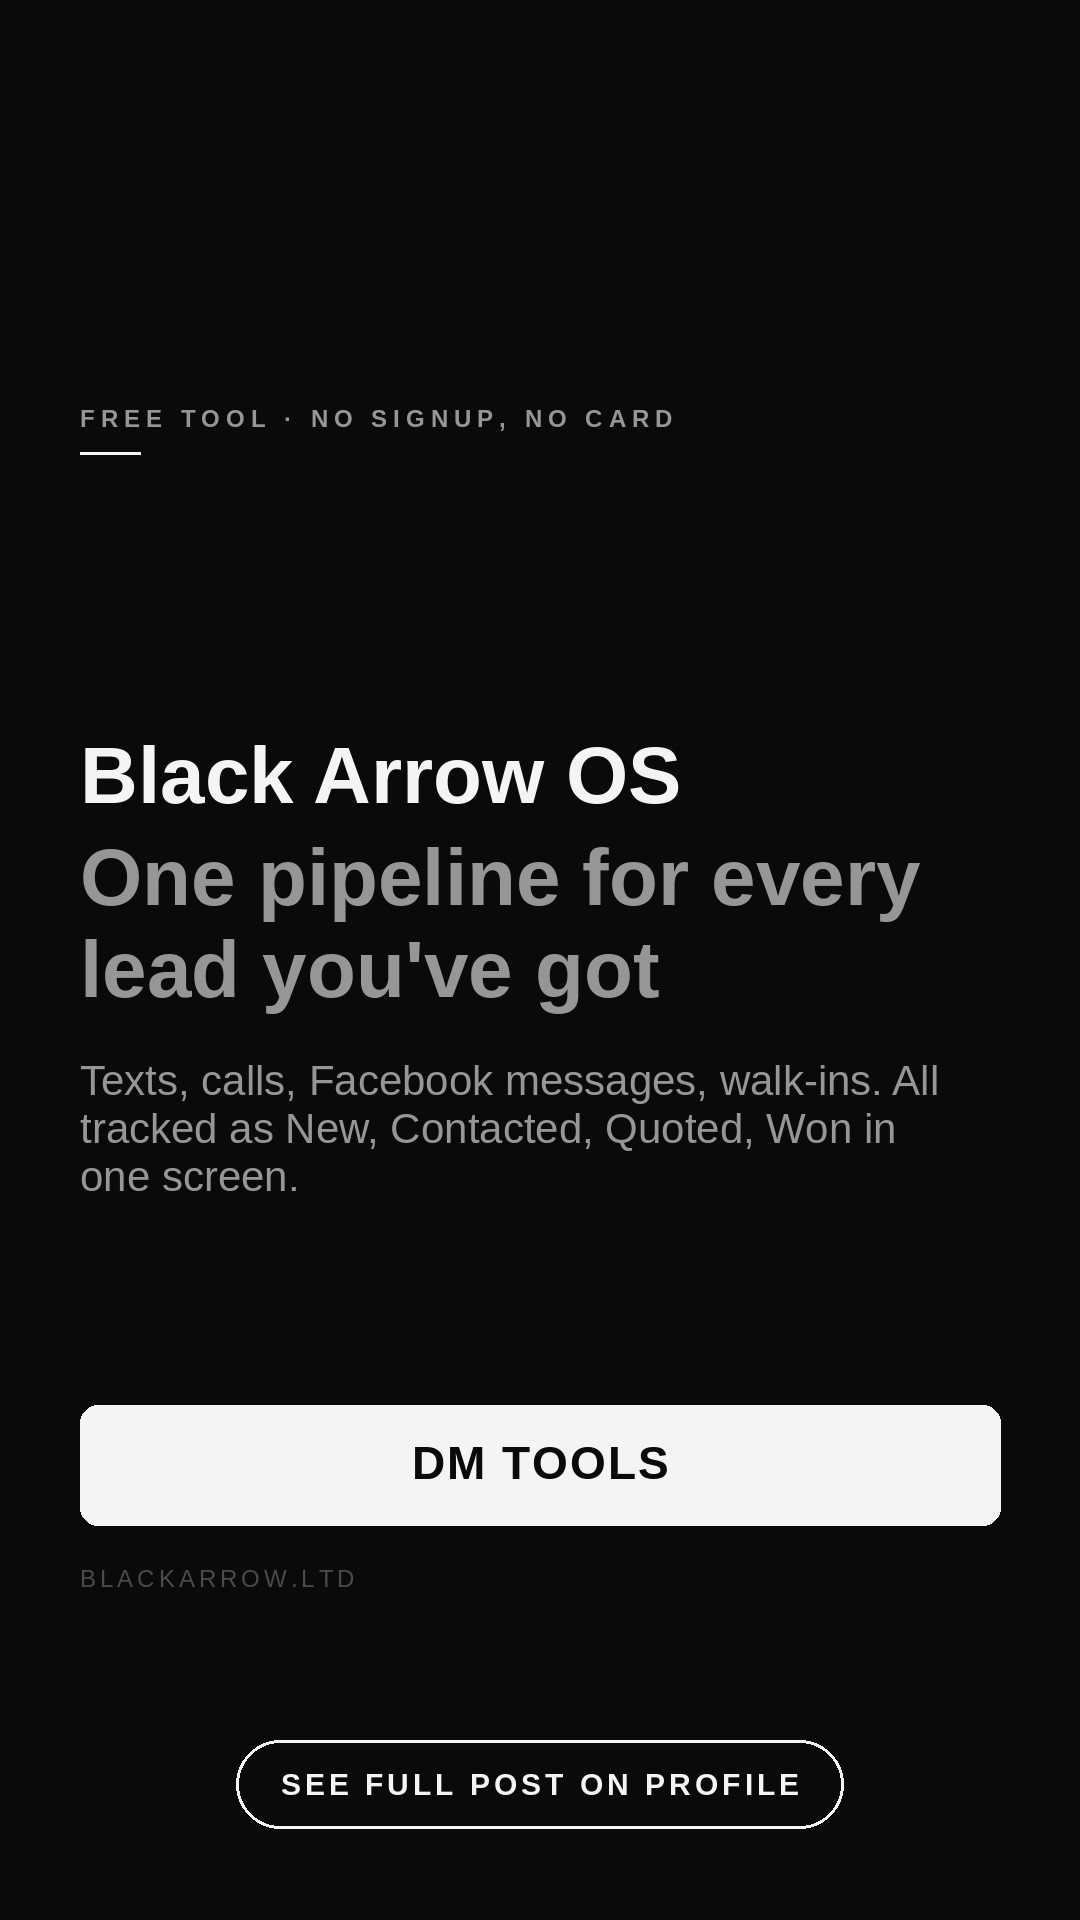 FREE TOOL · NO SIGNUP, NO CARD
Black Arrow OS
One pipeline for every
lead you've got
Texts, calls, Facebook messages, walk-ins. All
tracked as New, Contacted, Quoted, Won in
one screen.
DM TOOLS
BLACKARROW.LTD
SEE FULL POST ON PROFILE